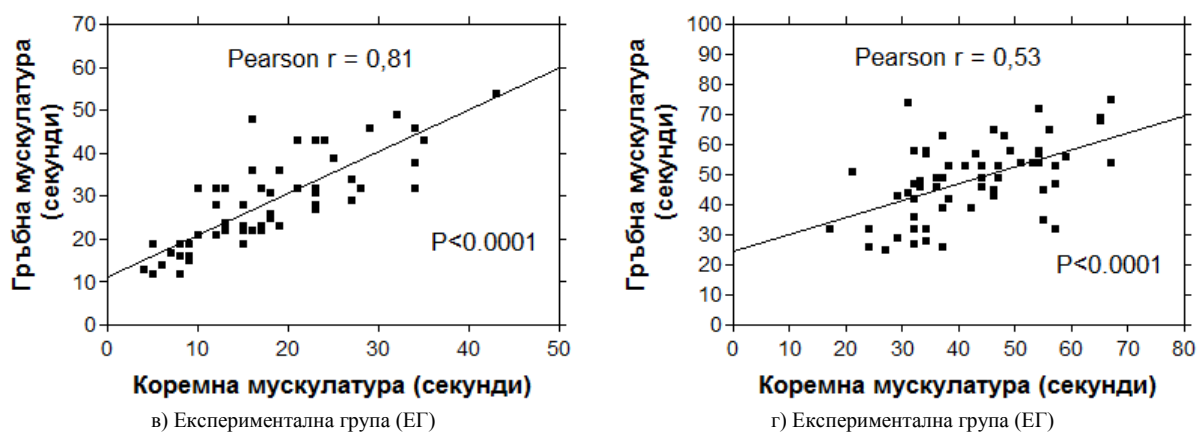 70
60
50
40
30
20
10
0
Гръбна мускулатура
(секунди)
Pearson r = 0,81
P<0.0001
0 10 20 30 40 50
Коремна мускулатура (секунди)
в) Експериментална група (ЕГ)
100
90
80
70
60
50
40
30
20
10
0
Гръбна мускулатура
(секунди)
Pearson r = 0,53
P<0.0001
0 10 20 30 40 50 60 70 80
Коремна мускулатура (секунди)
г) Експериментална група (ЕГ)